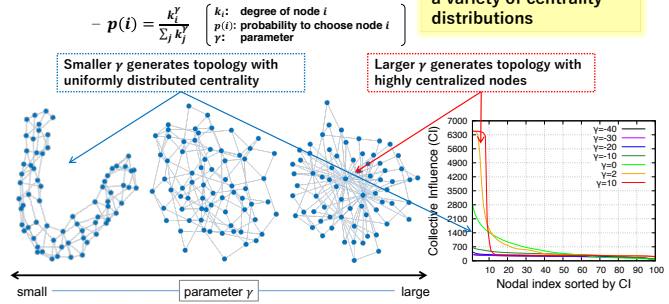 a variety of centrality
distributions
– p(i) = k_i^γ / ∑_j k_j^γ
k_i: degree of node i
p(i): probability to choose node i
γ: parameter
Smaller γ generates topology with
uniformly distributed centrality
Larger γ generates topology with
highly centralized nodes
Collective Influence (CI)
7000
6300
5600
4900
4200
3500
2800
2100
1400
700
0
γ=-40
γ=-30
γ=-20
γ=-10
γ=0
γ=2
γ=10
10 20 30 40 50 60 70 80 90 100
Nodal index sorted by CI
small
parameter γ
large